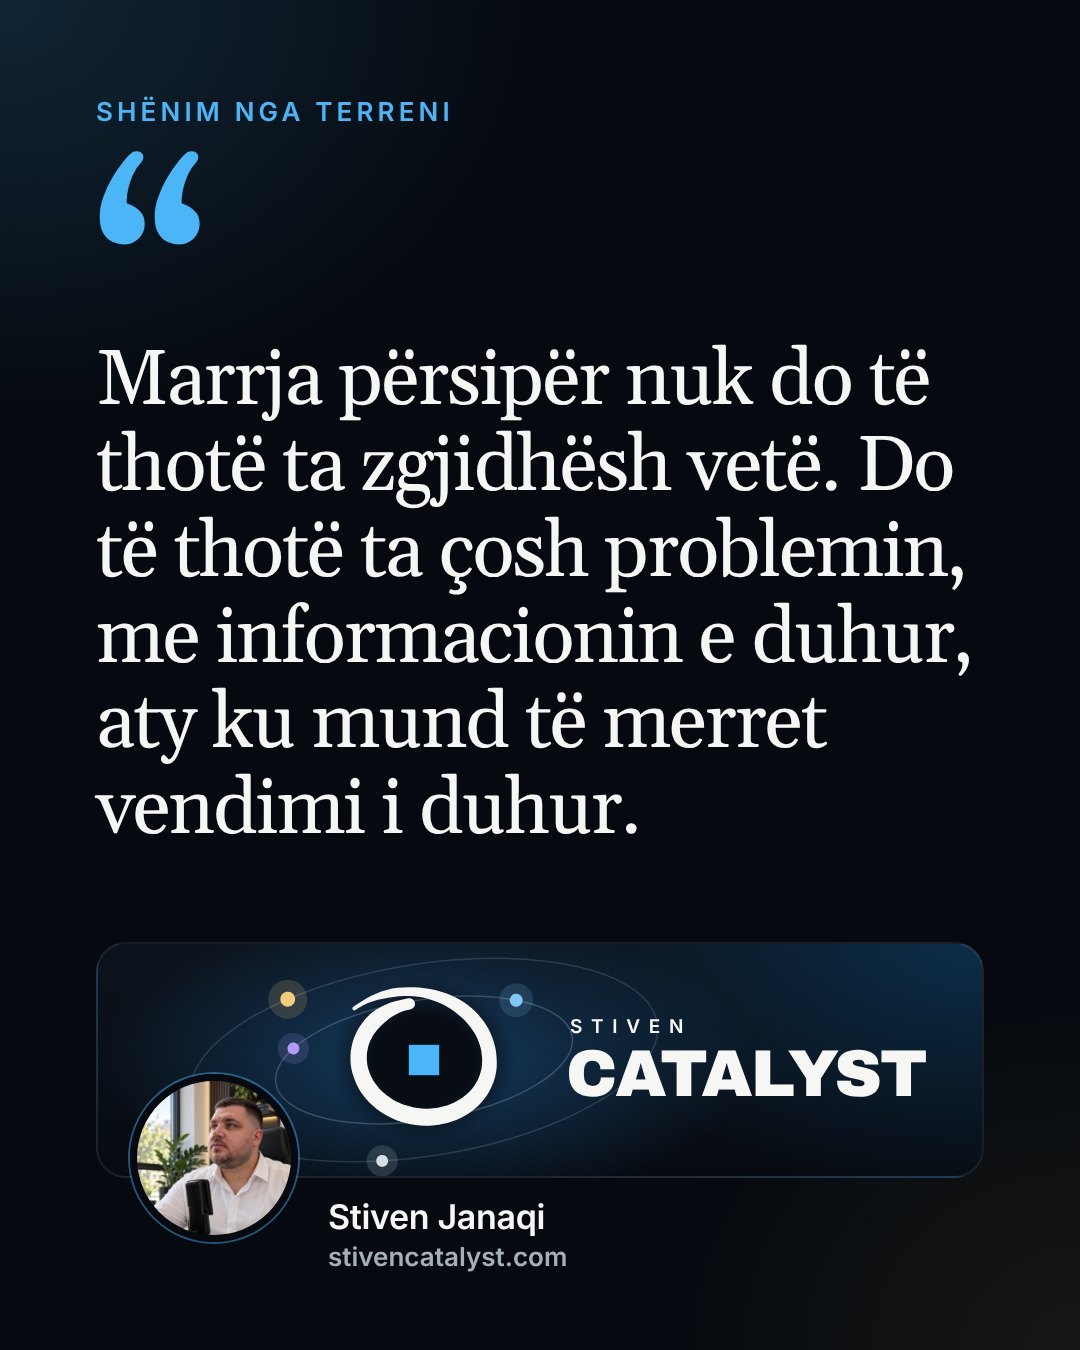 SHËNIM NGA TERRENI
“
Marrja përsipër nuk do të
thotë ta zgjidhësh vetë. Do
të thotë ta çosh problemin,
me informacionin e duhur,
aty ku mund të merret
vendimi i duhur.
STIVEN
CATALYST
Stiven Janaqi
stivencatalyst.com